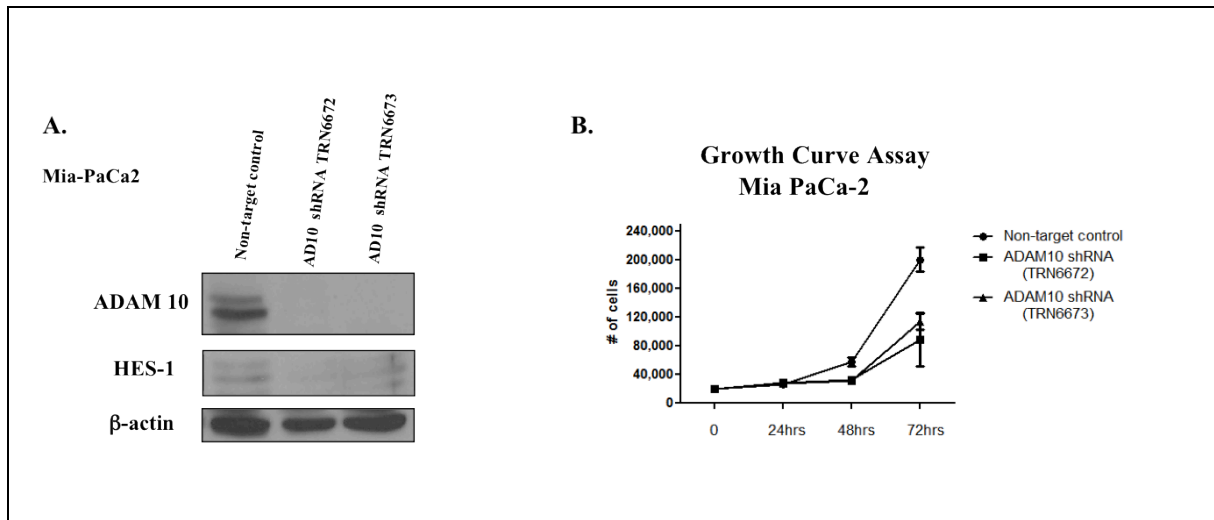 A.
Mia-PaCa2
Non-target control
AD10 shRNA TRN6672
AD10 shRNA TRN6673
ADAM 10
HES-1
β-actin
B.
Growth Curve Assay
Mia PaCa-2
# of cells
240,000
200,000
160,000
120,000
80,000
40,000
0
0
24hrs
48hrs
72hrs
Non-target control
ADAM10 shRNA
(TRN6672)
ADAM10 shRNA
(TRN6673)